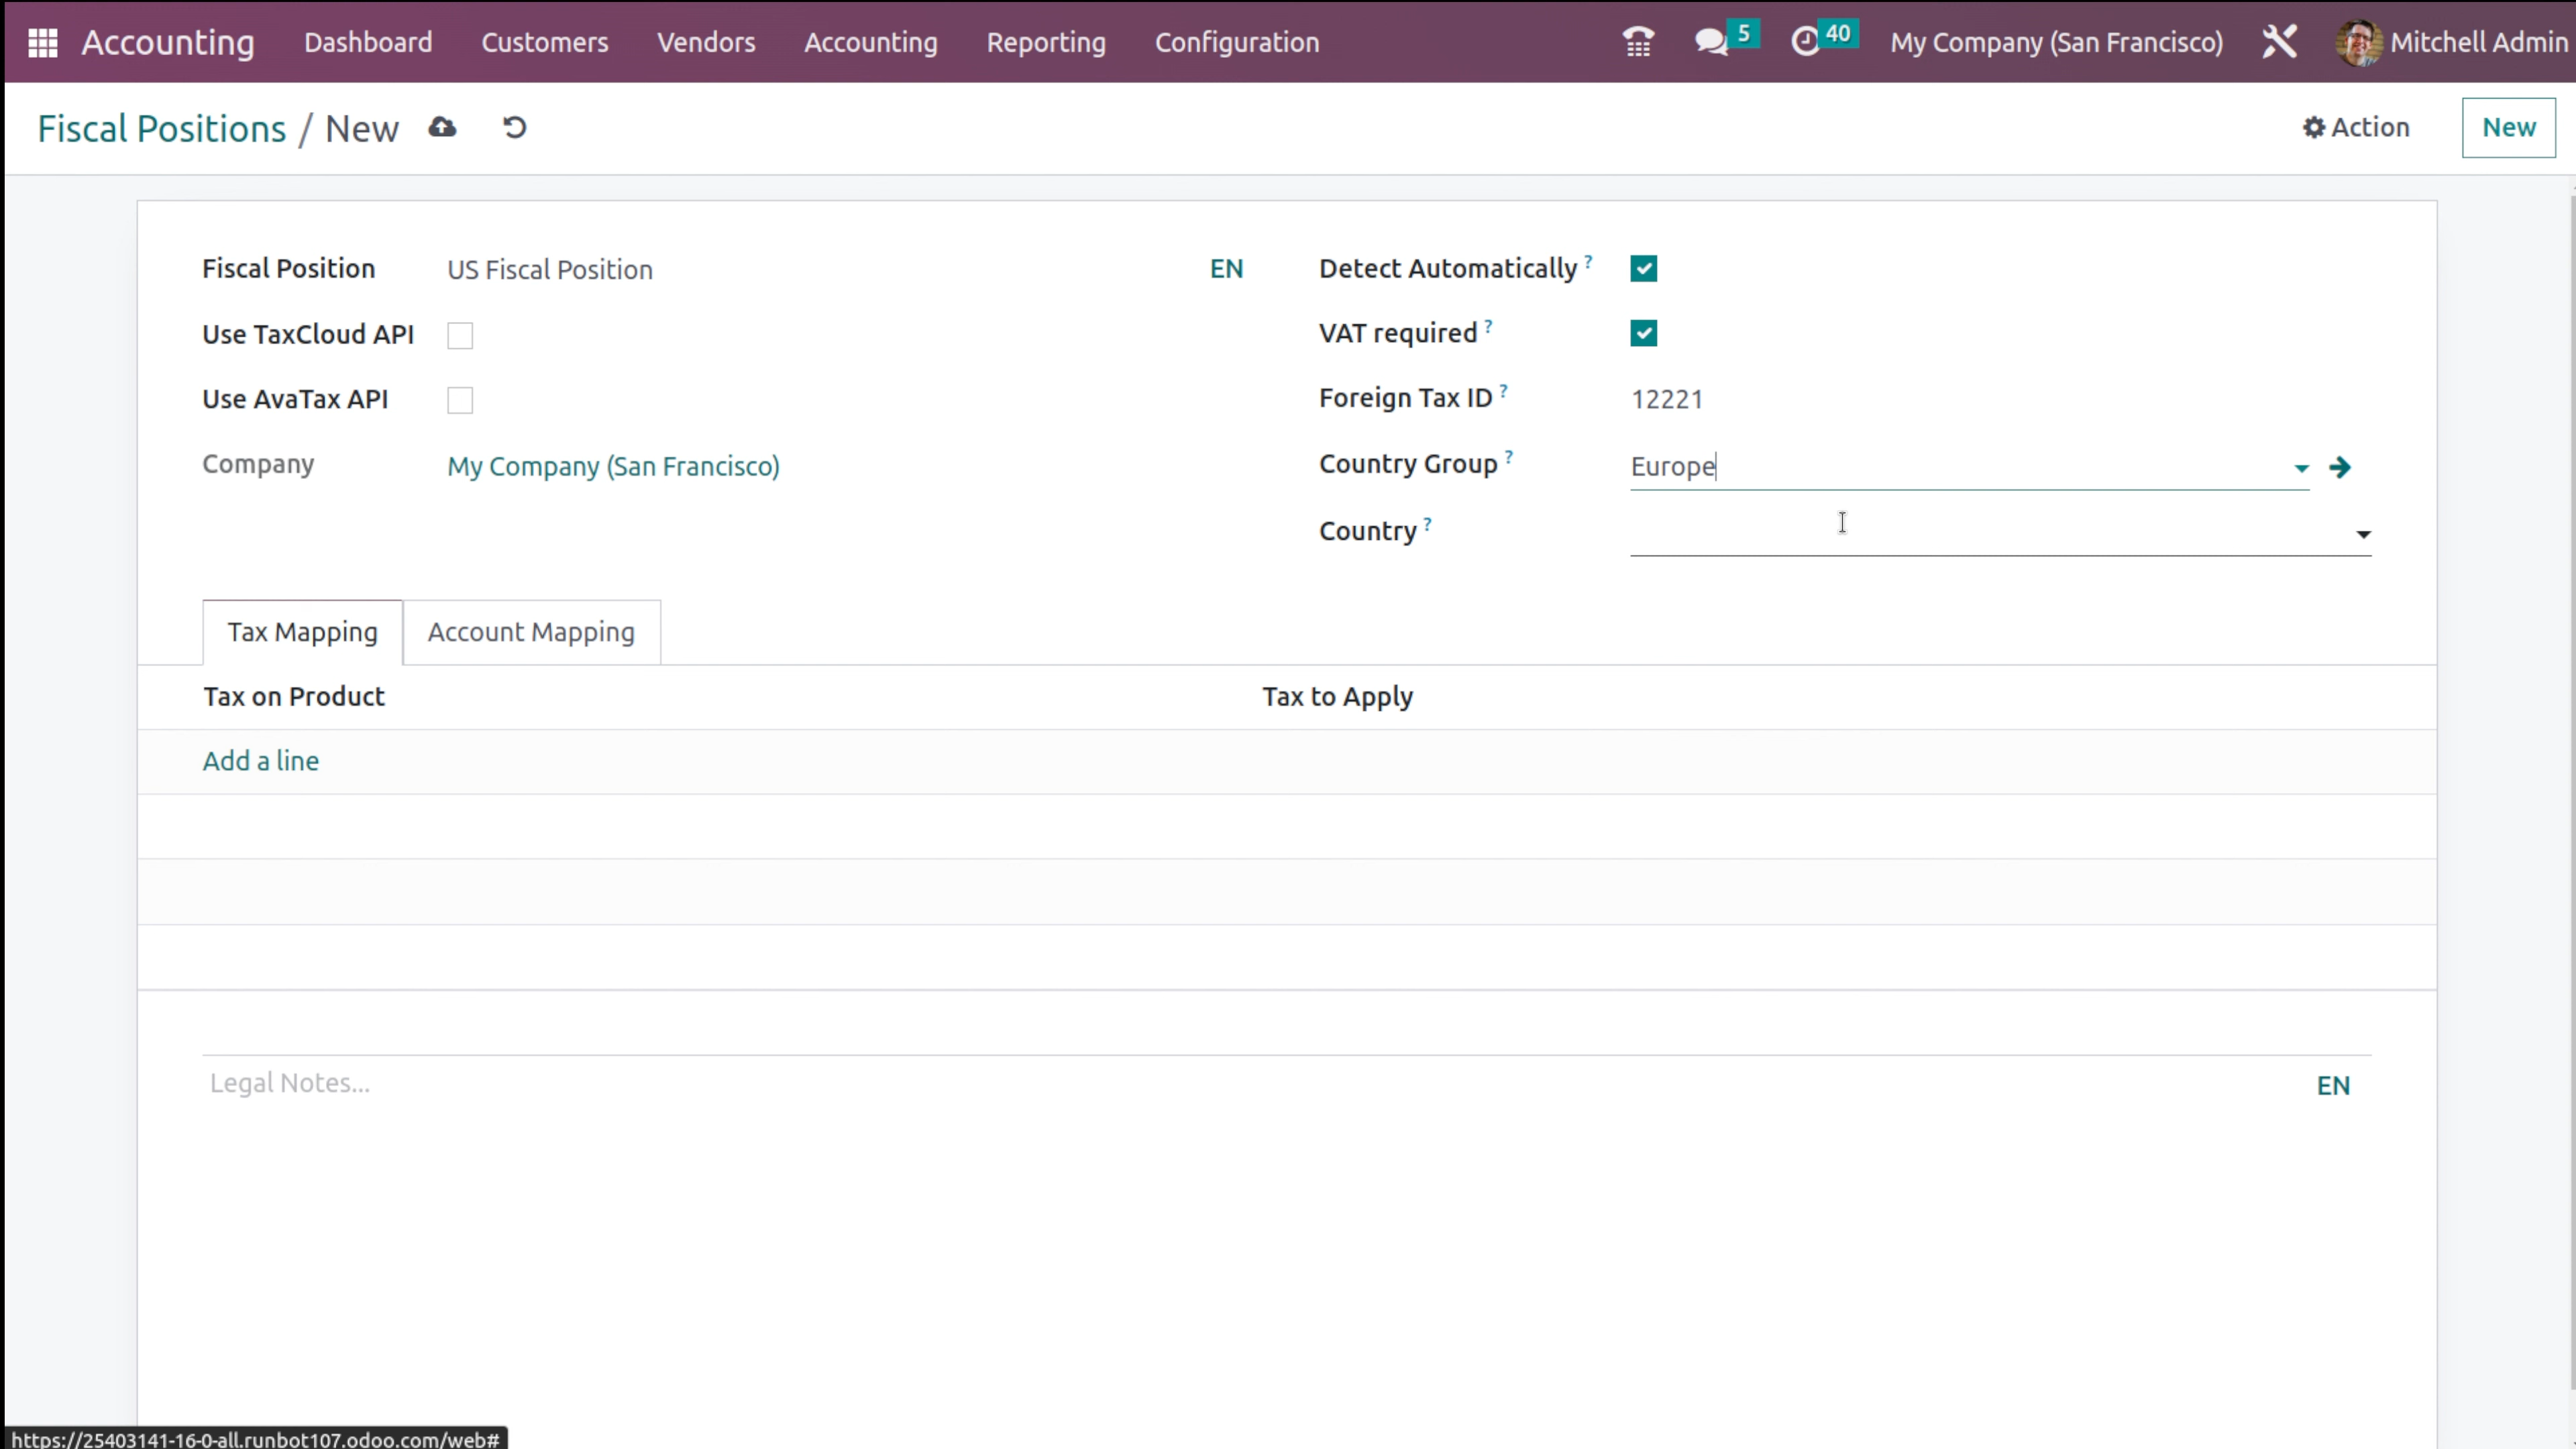 Accounting Dashboard Customers Vendors Accounting Reporting Configuration 5 40 My Company (San Francisco) Mitchell Admin
Fiscal Positions / New Action New
Fiscal Position US Fiscal Position EN Detect Automatically ?
Use TaxCloud API VAT required ?
Use AvaTax API Foreign Tax ID ? 12221
Company My Company (San Francisco) Country Group ? Europe
Country ?
Tax Mapping Account Mapping
Tax on Product Tax to Apply
Add a line
Legal Notes... EN
https://25403141-16-0-all.runbot107.odoo.com/web#